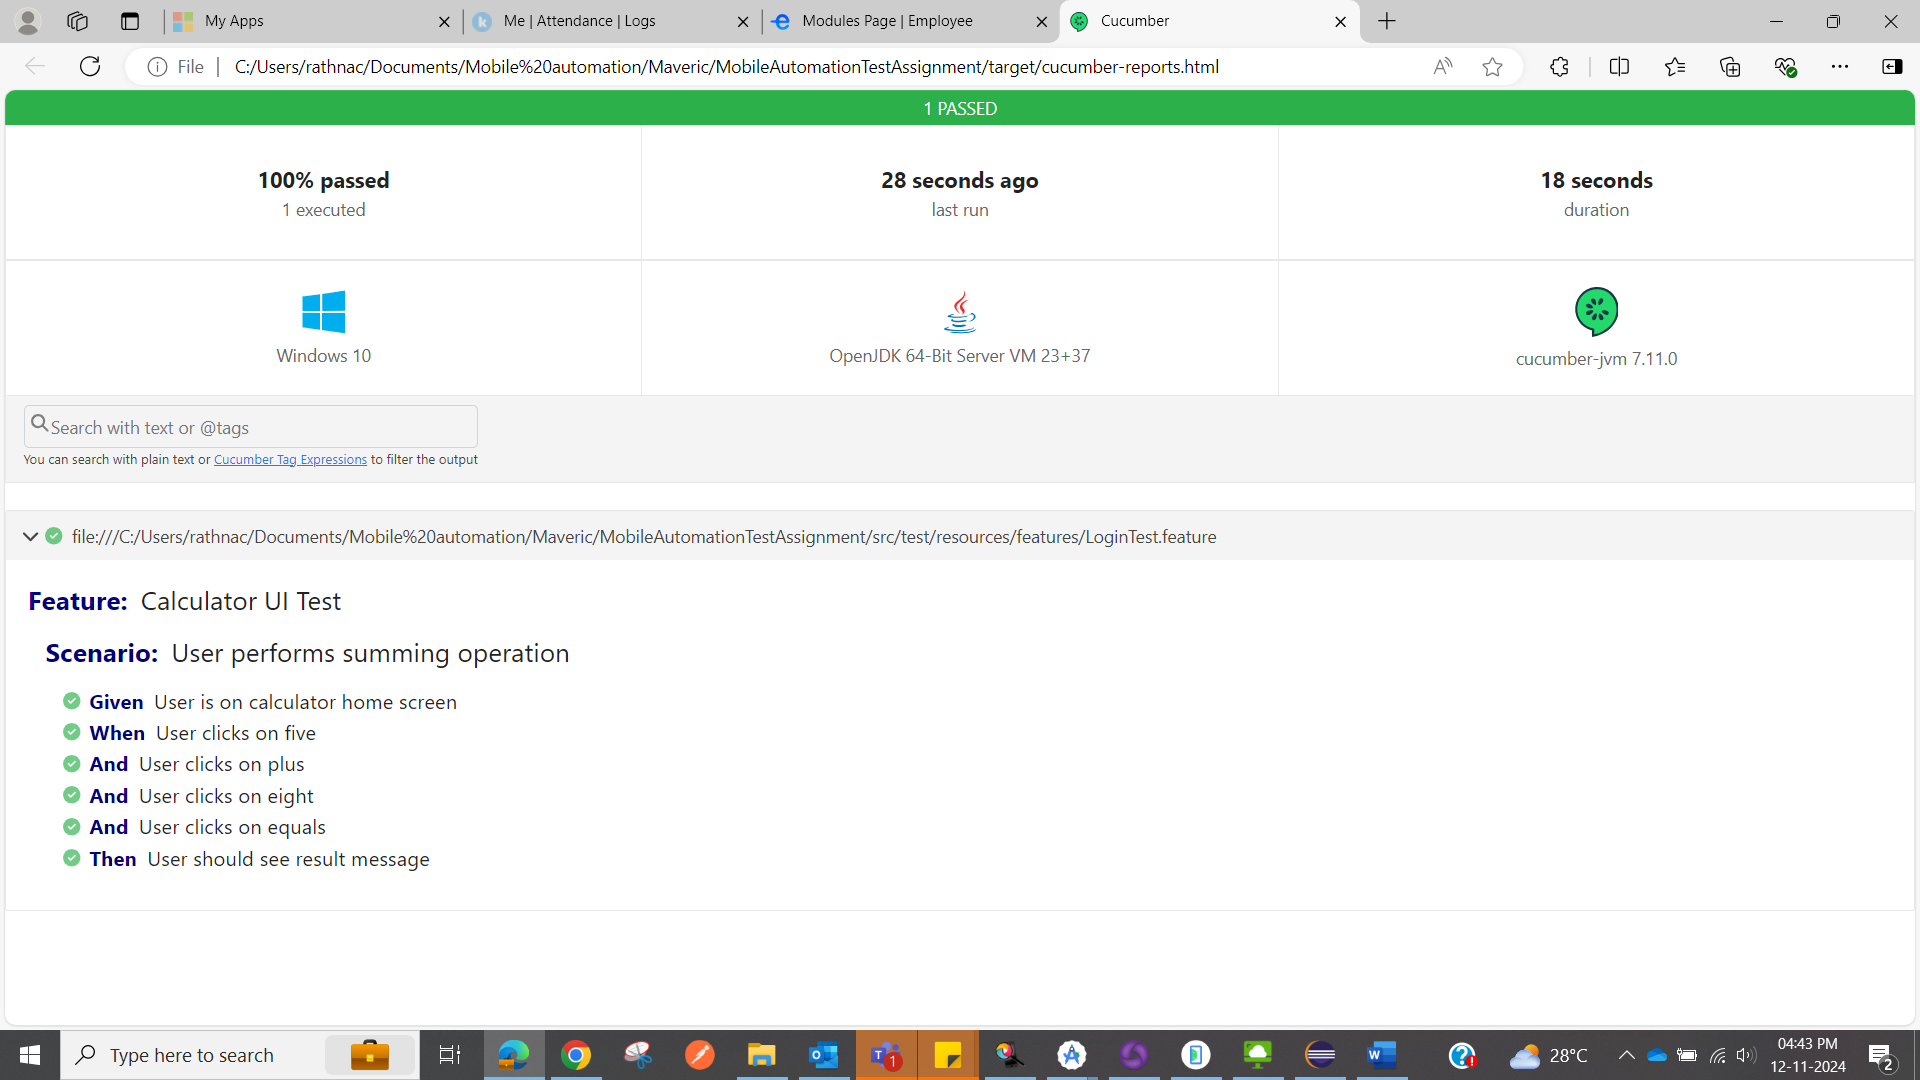 My Apps
Me | Attendance | Logs
Modules Page | Employee
Cucumber
File
C:/Users/rathnac/Documents/Mobile%20automation/Maveric/MobileAutomationTestAssignment/target/cucumber-reports.html
1 PASSED
100% passed
1 executed
28 seconds ago
last run
18 seconds
duration
Windows 10
OpenJDK 64-Bit Server VM 23+37
cucumber-jvm 7.11.0
Search with text or @tags
You can search with plain text or Cucumber Tag Expressions to filter the output
file:///C:/Users/rathnac/Documents/Mobile%20automation/Maveric/MobileAutomationTestAssignment/src/test/resources/features/LoginTest.feature
Feature: Calculator UI Test
Scenario: User performs summing operation
Given User is on calculator home screen
When User clicks on five
And User clicks on plus
And User clicks on eight
And User clicks on equals
Then User should see result message
Type here to search
1
28°C
04:43 PM
12-11-2024
2